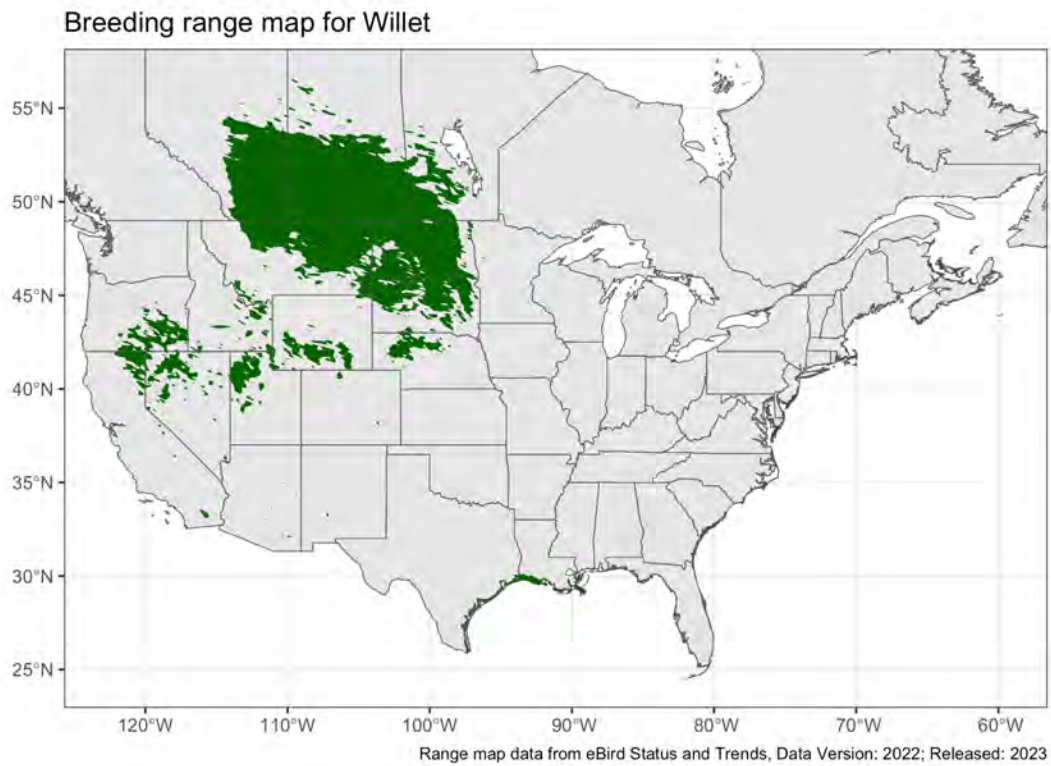 Breeding range map for Willet
55°N
50°N
45°N
40°N
35°N
30°N
25°N
120°W 110°W 100°W 90°W 80°W 70°W 60°W
Range map data from eBird Status and Trends, Data Version: 2022; Released: 2023